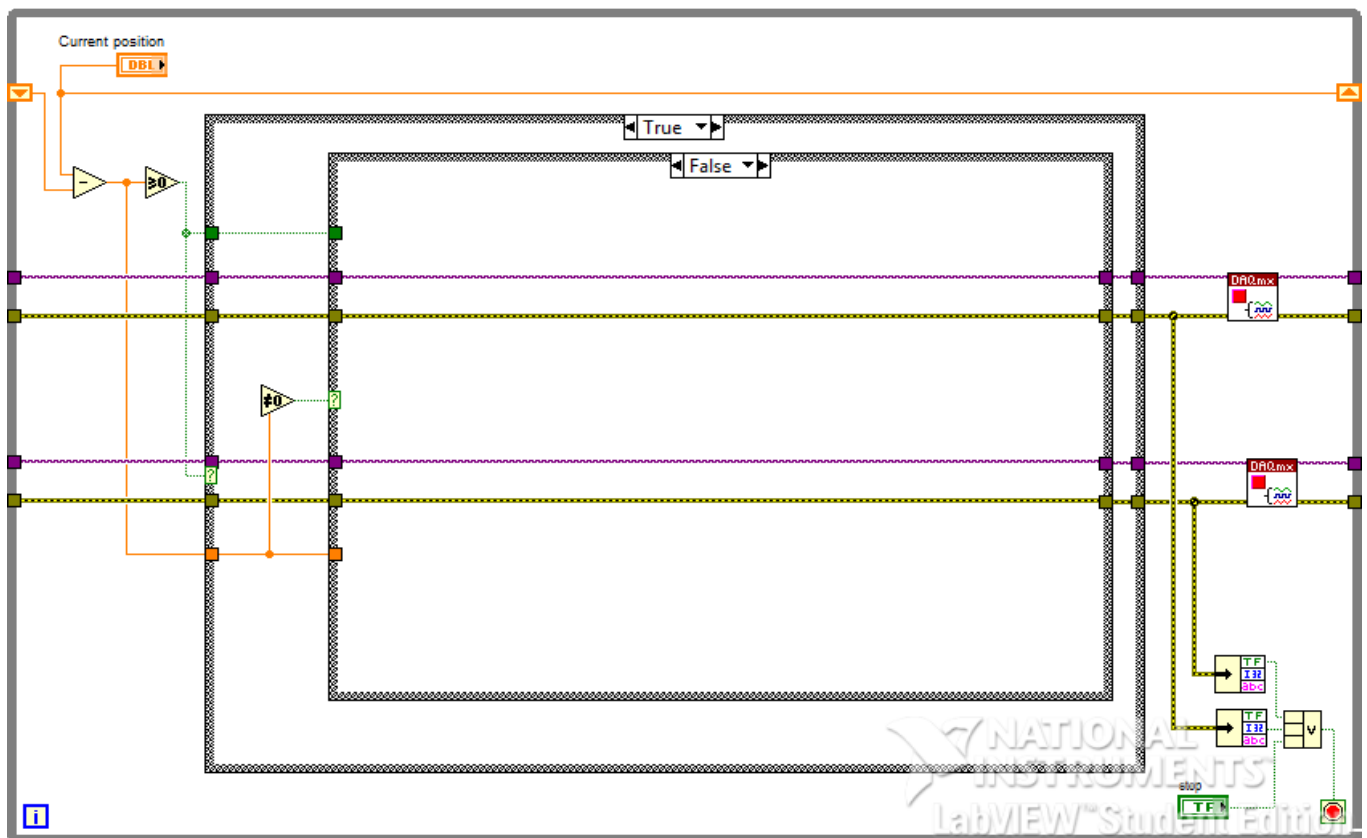 Current position
DBL
True
False
-
≥0
DAQmx
?
≠0
?
DAQmx
TF
I32
abc
TF
I32
abc
V
stop
TF
i
NATIONAL
INSTRUMENTS
LabVIEW™ Student Edition